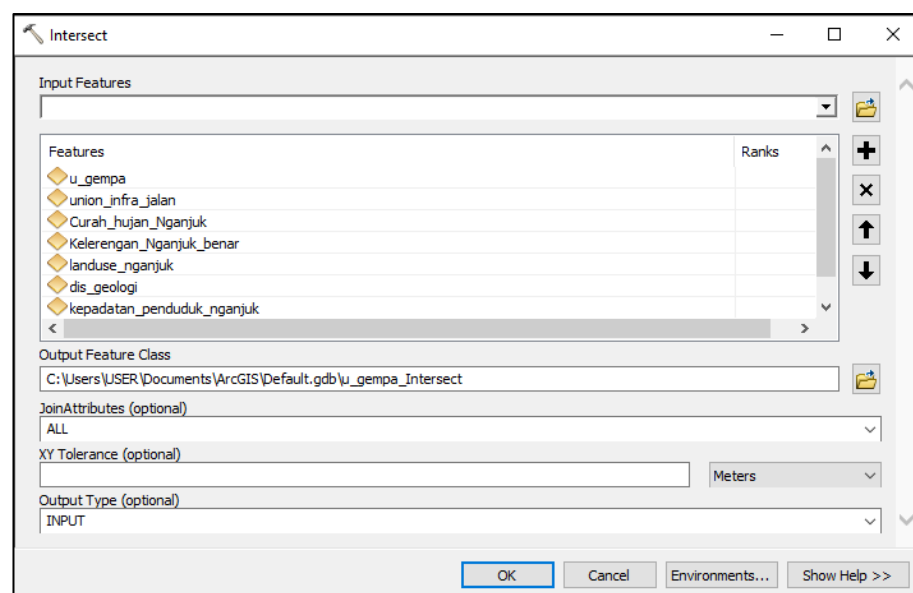 Intersect
Input Features
Features Ranks
u_gempa
union_infra_jalan
Curah_hujan_Nganjuk
Kelerengan_Nganjuk_benar
landuse_nganjuk
dis_geologi
kepadatan_penduduk_nganjuk
Output Feature Class
C:\Users\USER\Documents\ArcGIS\Default.gdb\u_gempa_Intersect
JoinAttributes (optional)
ALL
XY Tolerance (optional)
Meters
Output Type (optional)
INPUT
OK Cancel Environments... Show Help >>